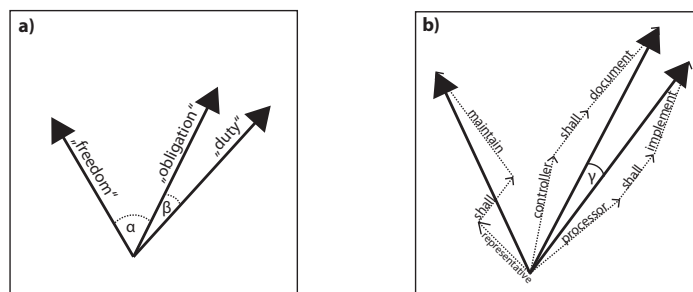 a)
„freedom“
„obligation“
„duty“
α
β
b)
representative
shall
maintain
controller
shall
document
processor
shall
implement
γ